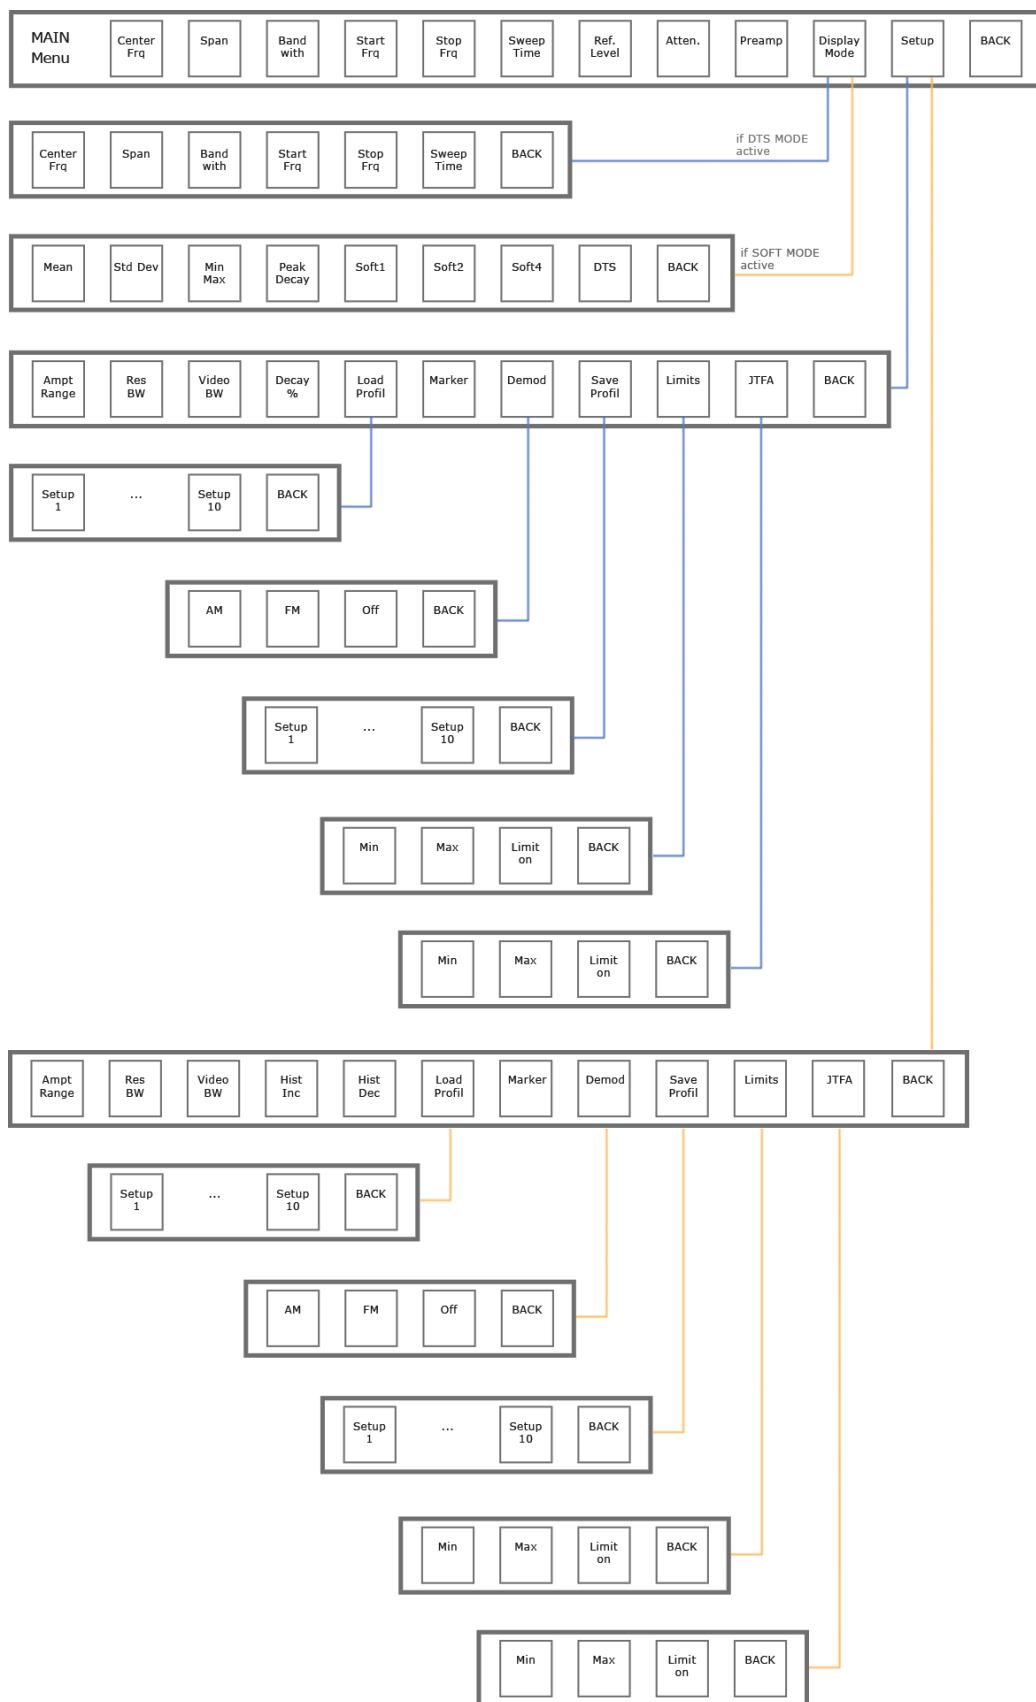 MAIN
Menu
Center
Frq
Span
Band
with
Start
Frq
Stop
Frq
Sweep
Time
Ref.
Level
Atten.
Preamp
Display
Mode
Setup
BACK
Center
Frq
Span
Band
with
Start
Frq
Stop
Frq
Sweep
Time
BACK
if DTS MODE
active
Mean
Std Dev
Min
Max
Peak
Decay
Soft1
Soft2
Soft4
DTS
BACK
if SOFT MODE
active
Ampt
Range
Res
BW
Video
BW
Decay
%
Load
Profil
Marker
Demod
Save
Profil
Limits
JTFA
BACK
Setup
1
...
Setup
10
BACK
AM
FM
Off
BACK
Setup
1
...
Setup
10
BACK
Min
Max
Limit
on
BACK
Min
Max
Limit
on
BACK
Ampt
Range
Res
BW
Video
BW
Hist
Inc
Hist
Dec
Load
Profil
Marker
Demod
Save
Profil
Limits
JTFA
BACK
Setup
1
...
Setup
10
BACK
AM
FM
Off
BACK
Setup
1
...
Setup
10
BACK
Min
Max
Limit
on
BACK
Min
Max
Limit
on
BACK